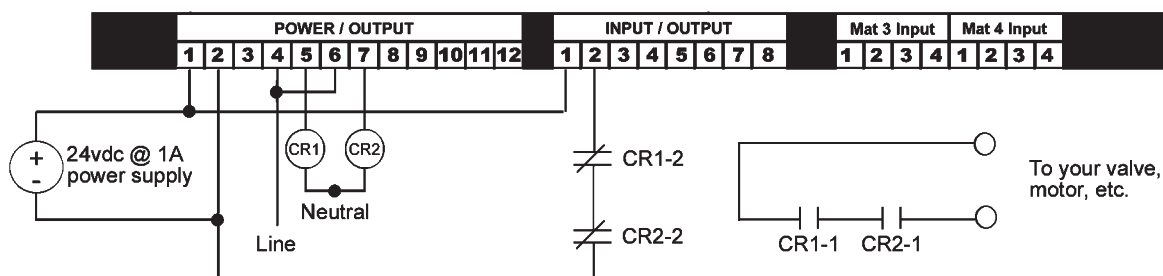 POWER / OUTPUT INPUT / OUTPUT Mat 3 Input Mat 4 Input
1 2 3 4 5 6 7 8 9 10 11 12 1 2 3 4 5 6 7 8 1 2 3 4 1 2 3 4
+
-
24vdc @ 1A
power supply
CR1 CR2
Neutral
Line
CR1-2
CR2-2
CR1-1 CR2-1
To your valve,
motor, etc.